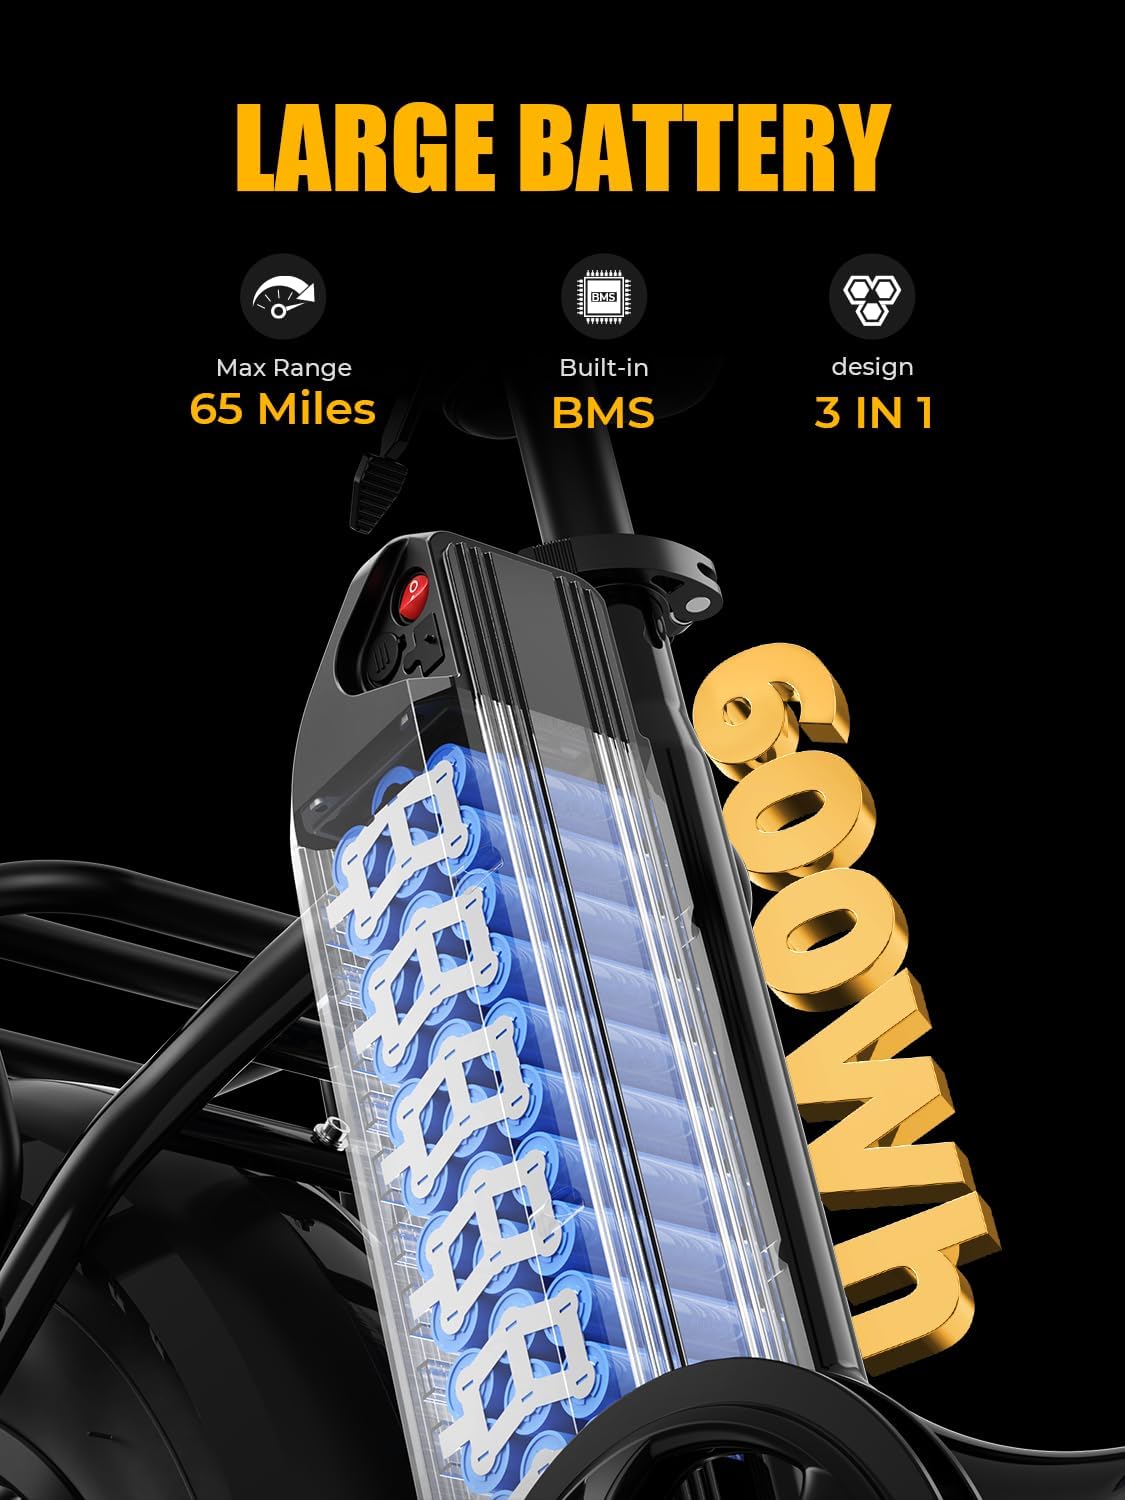 LARGE BATTERY
BMS
Max Range
65 Miles
Built-in
BMS
design
3 IN 1
600Wh